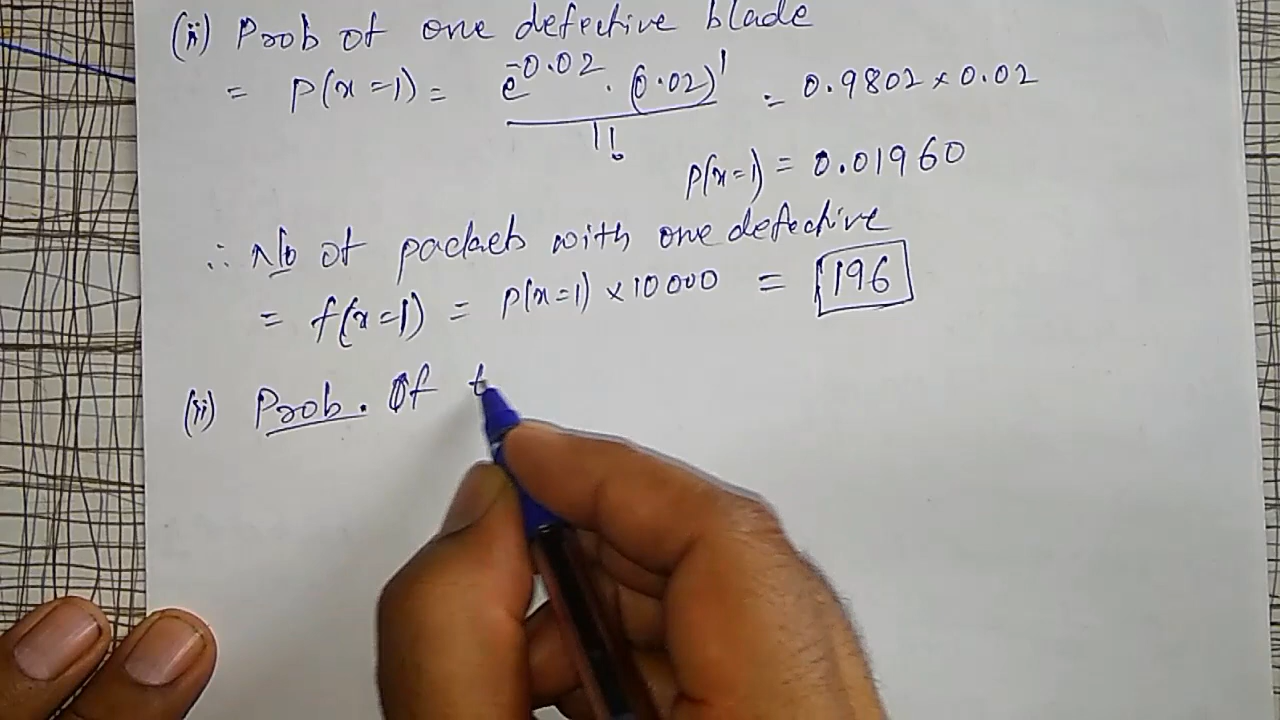 (ii) Prob of one defective blade
= P(x=1) = e^-0.02 . (0.02)^1 / 1! = 0.9802 × 0.02
P(x=1) = 0.01960
∴ No of packets with one defective
= f(x=1) = P(x=1) × 10000 = 196
(iii) Prob. Of t